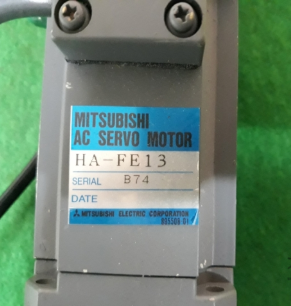 MITSUBISHI
AC SERVO MOTOR
HA-FE13
SERIAL B74
DATE
MITSUBISHI ELECTRIC CORPORATION